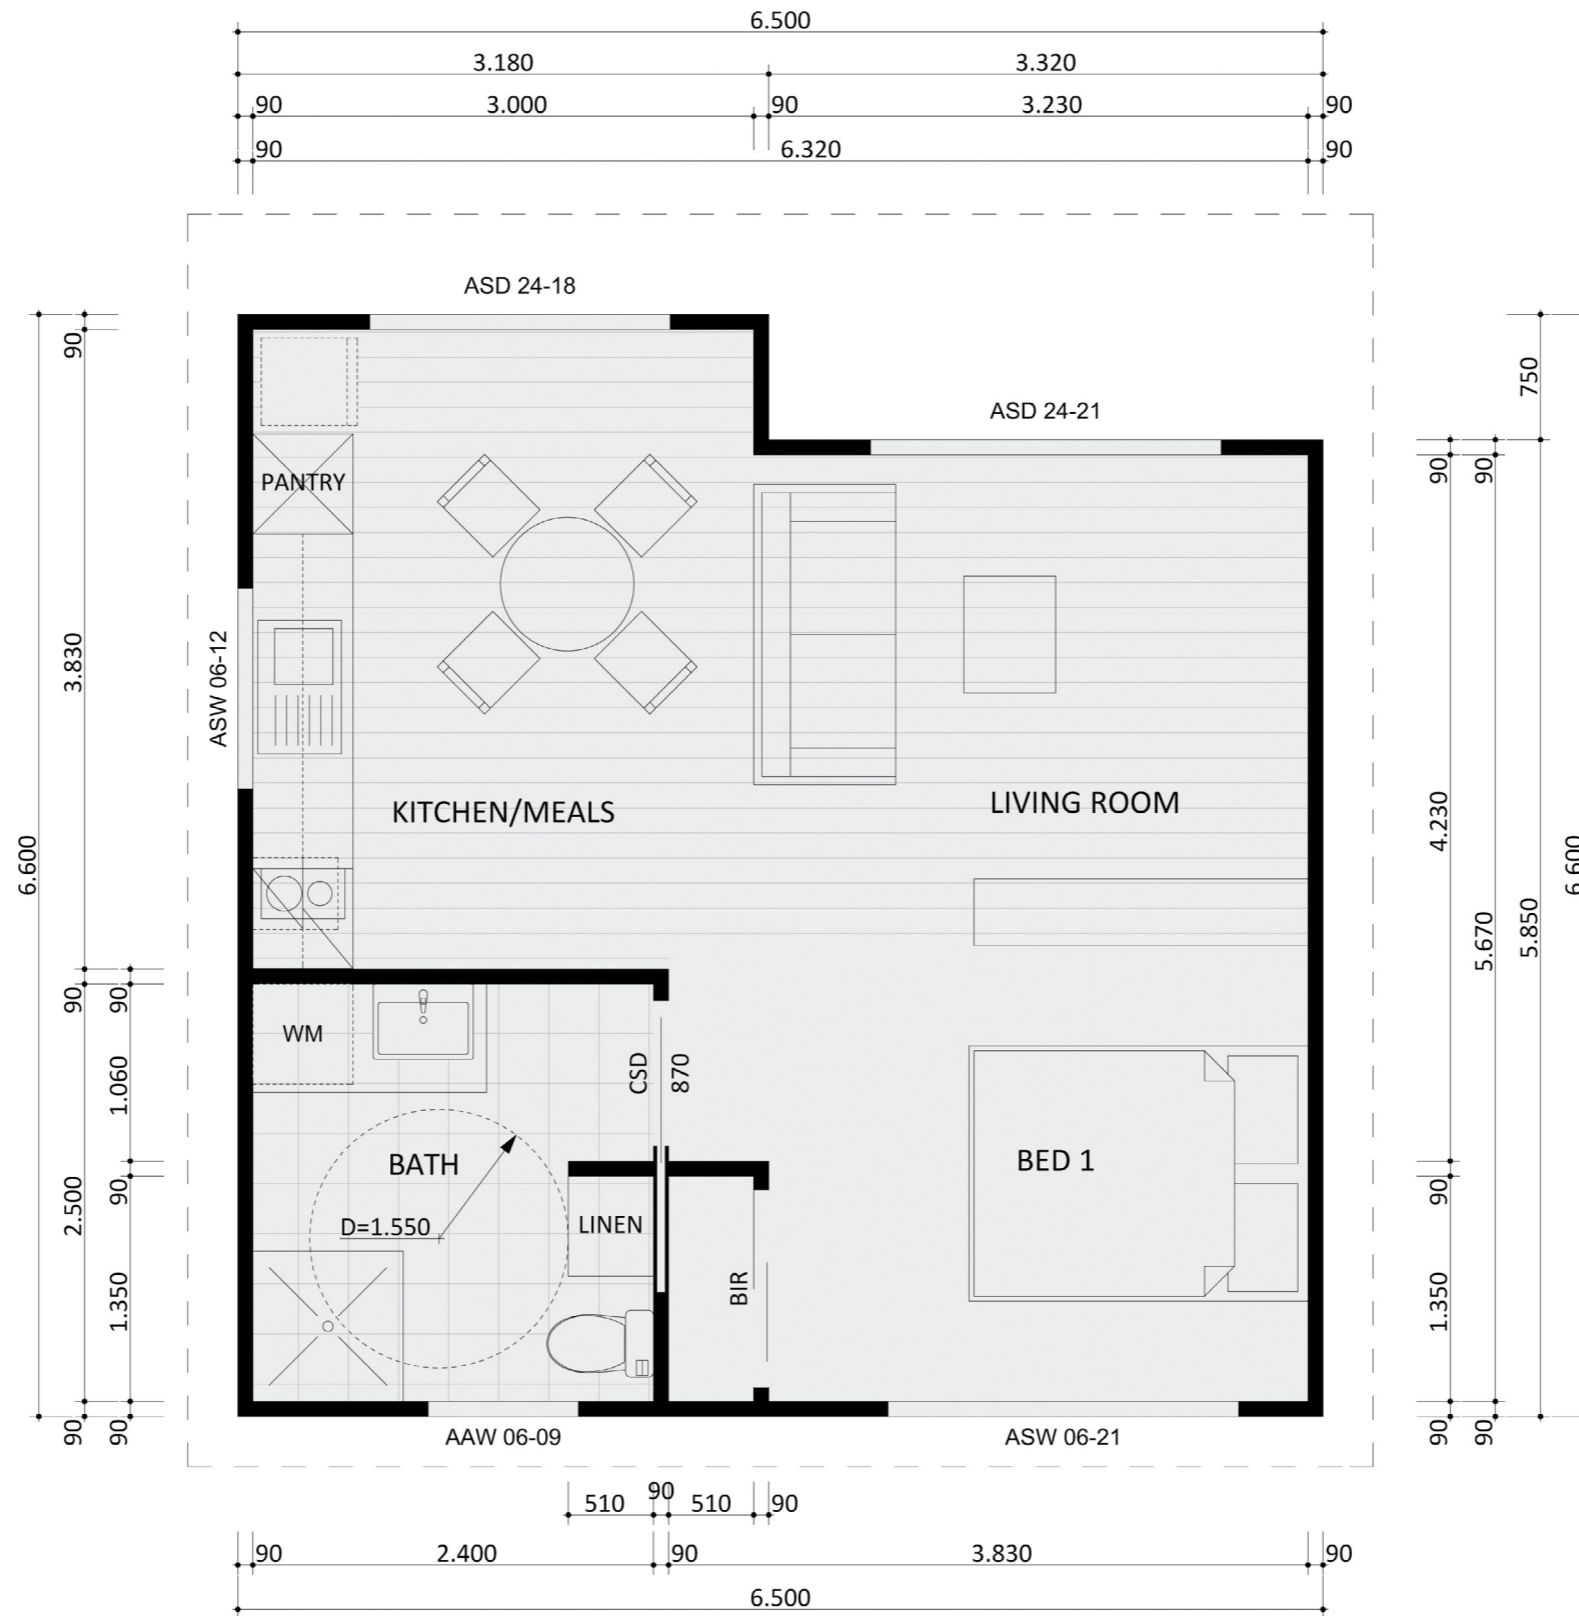 6.500
3.180 3.320
90 3.000 90 3.230 90
90 6.320 90
ASD 24-18
ASD 24-21
90
750
90
90
PANTRY
ASW 06-12
3.830
KITCHEN/MEALS
LIVING ROOM
6.600
4.230
5.670
5.850
6.600
90
90
WM
CSD
870
1.060
BATH
BED 1
90
2.500
D=1.550
LINEN
90
1.350
BIR
1.350
90
90
AAW 06-09
ASW 06-21
90
90
510 90 510 90
90 2.400 90 3.830 90
6.500